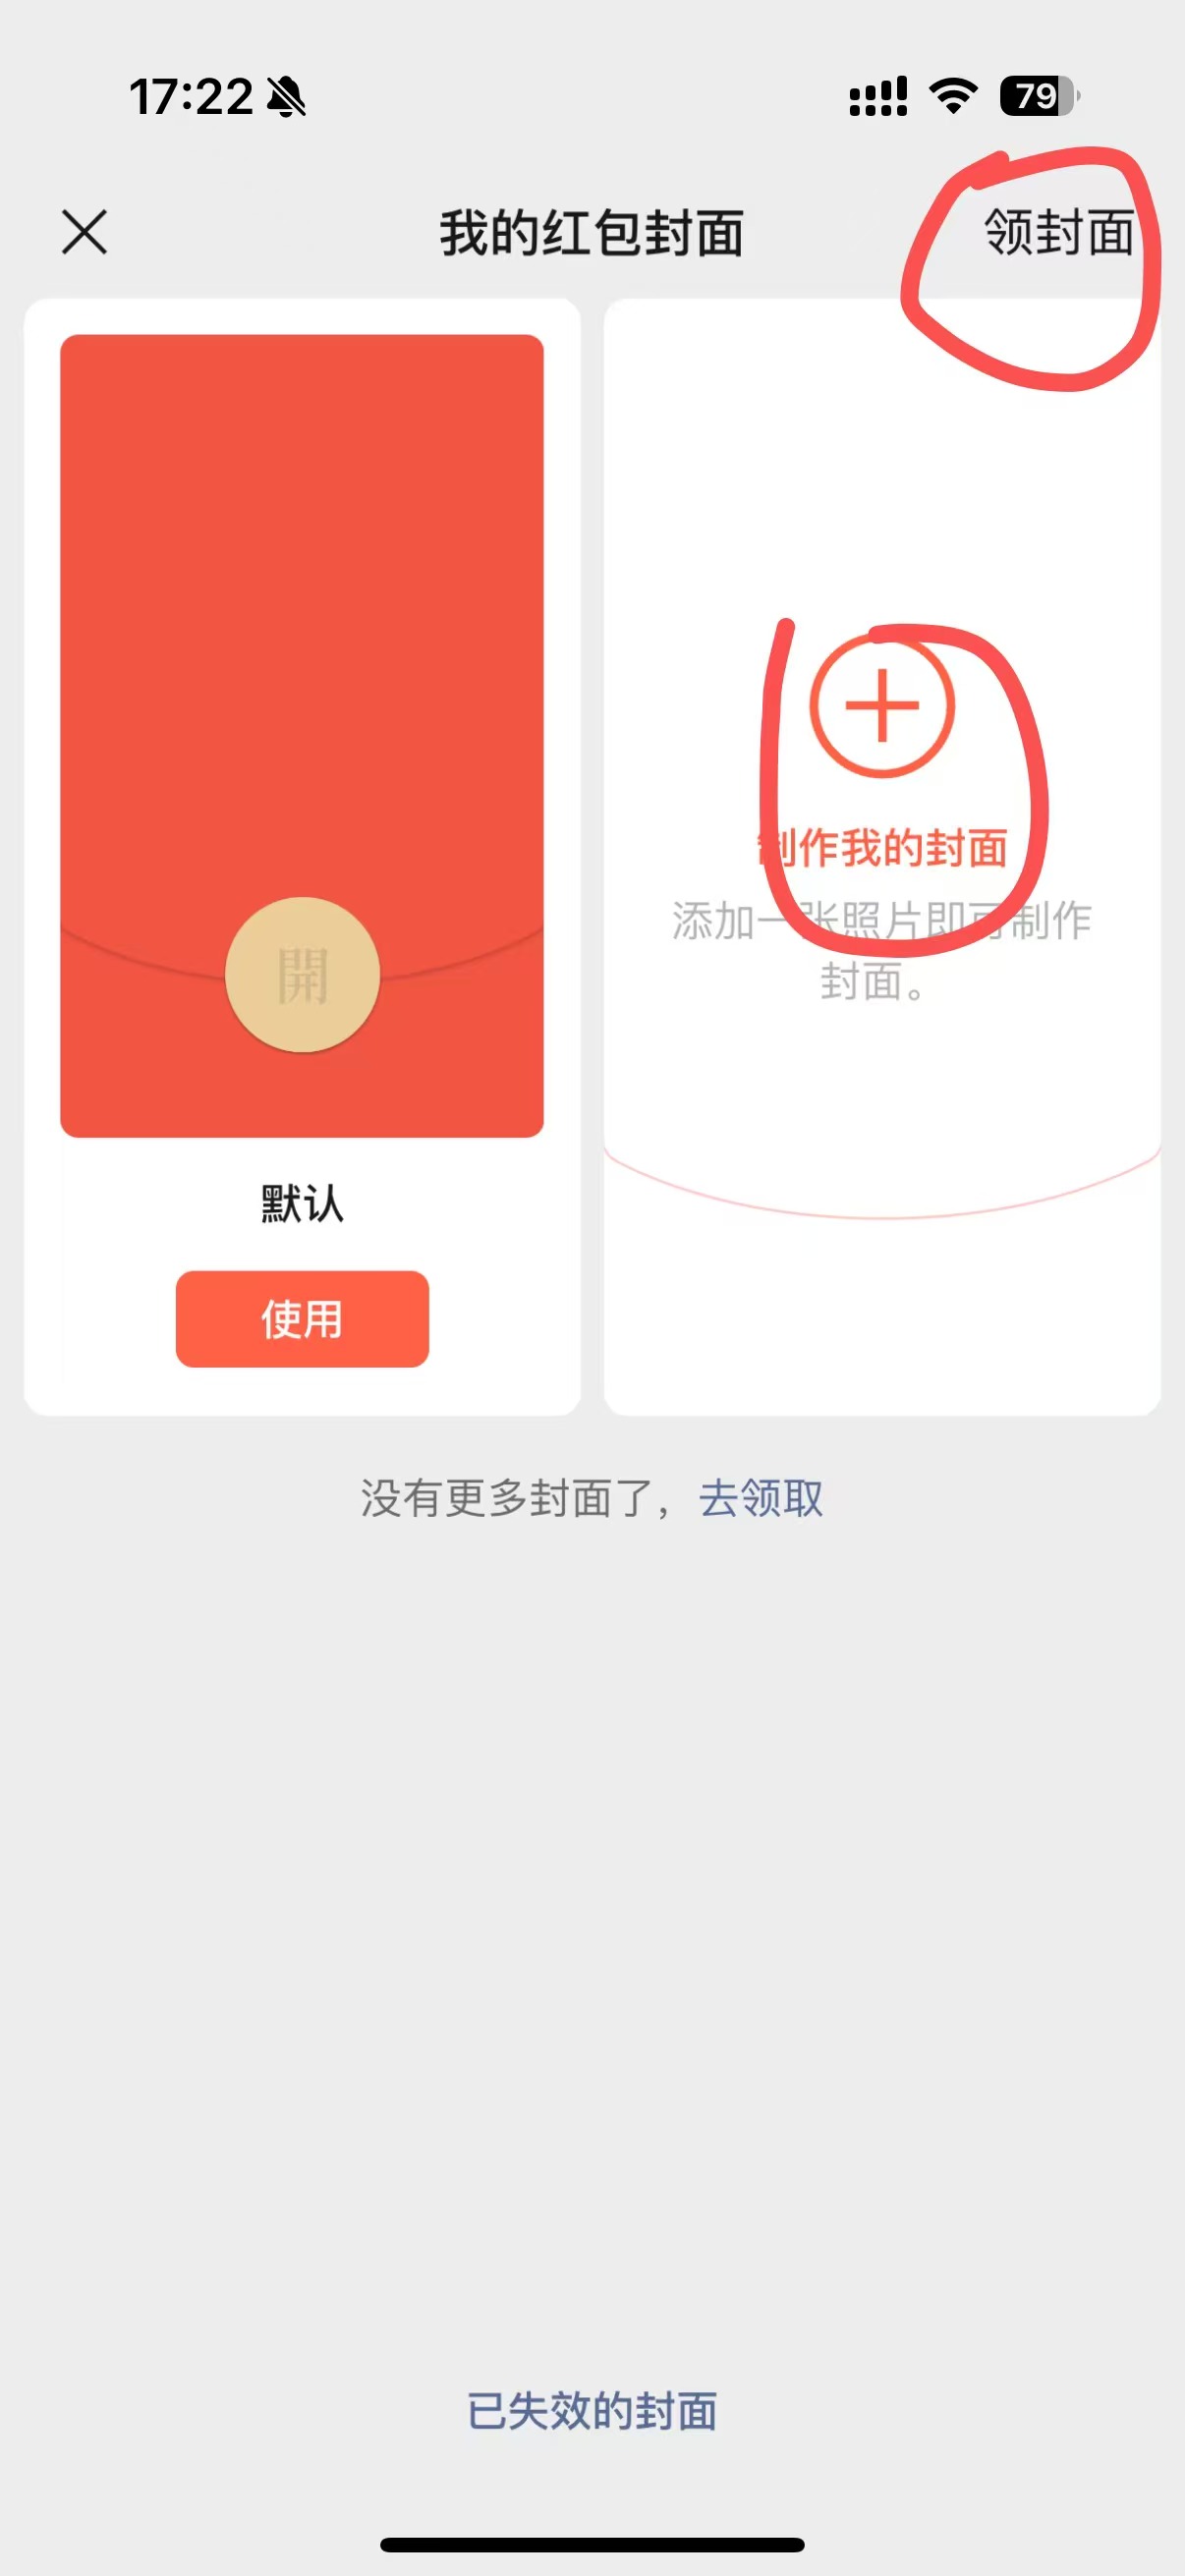 17:22
79
我的红包封面
领封面
開
制作我的封面
添加一张照片即可制作
封面。
默认
使用
没有更多封面了，去领取
已失效的封面